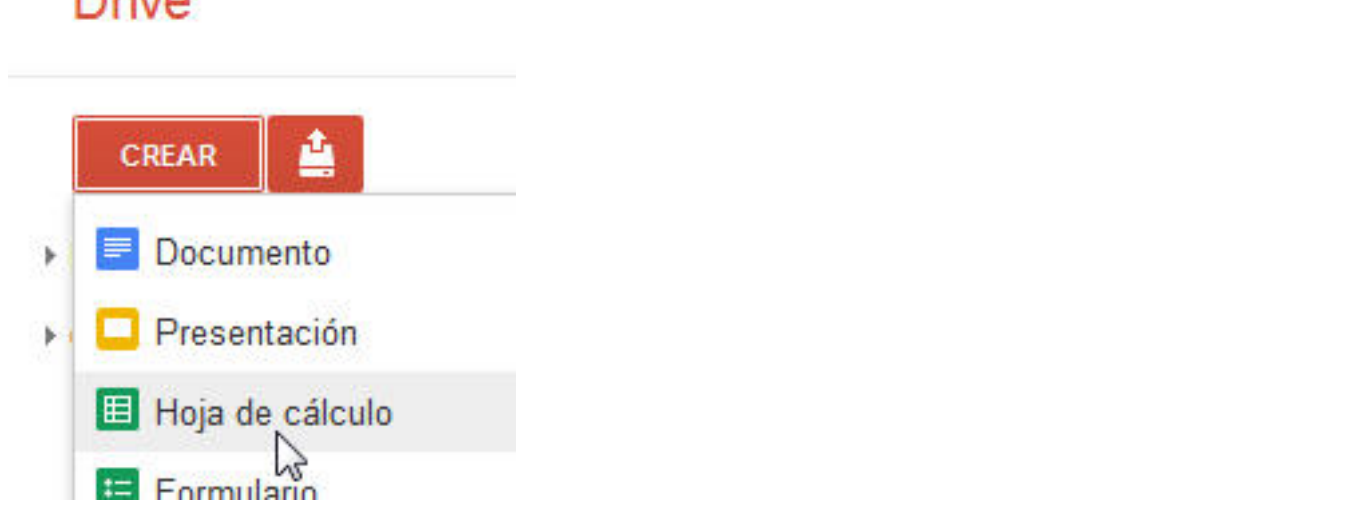 Drive
CREAR
Documento
Presentación
Hoja de cálculo
Formulario